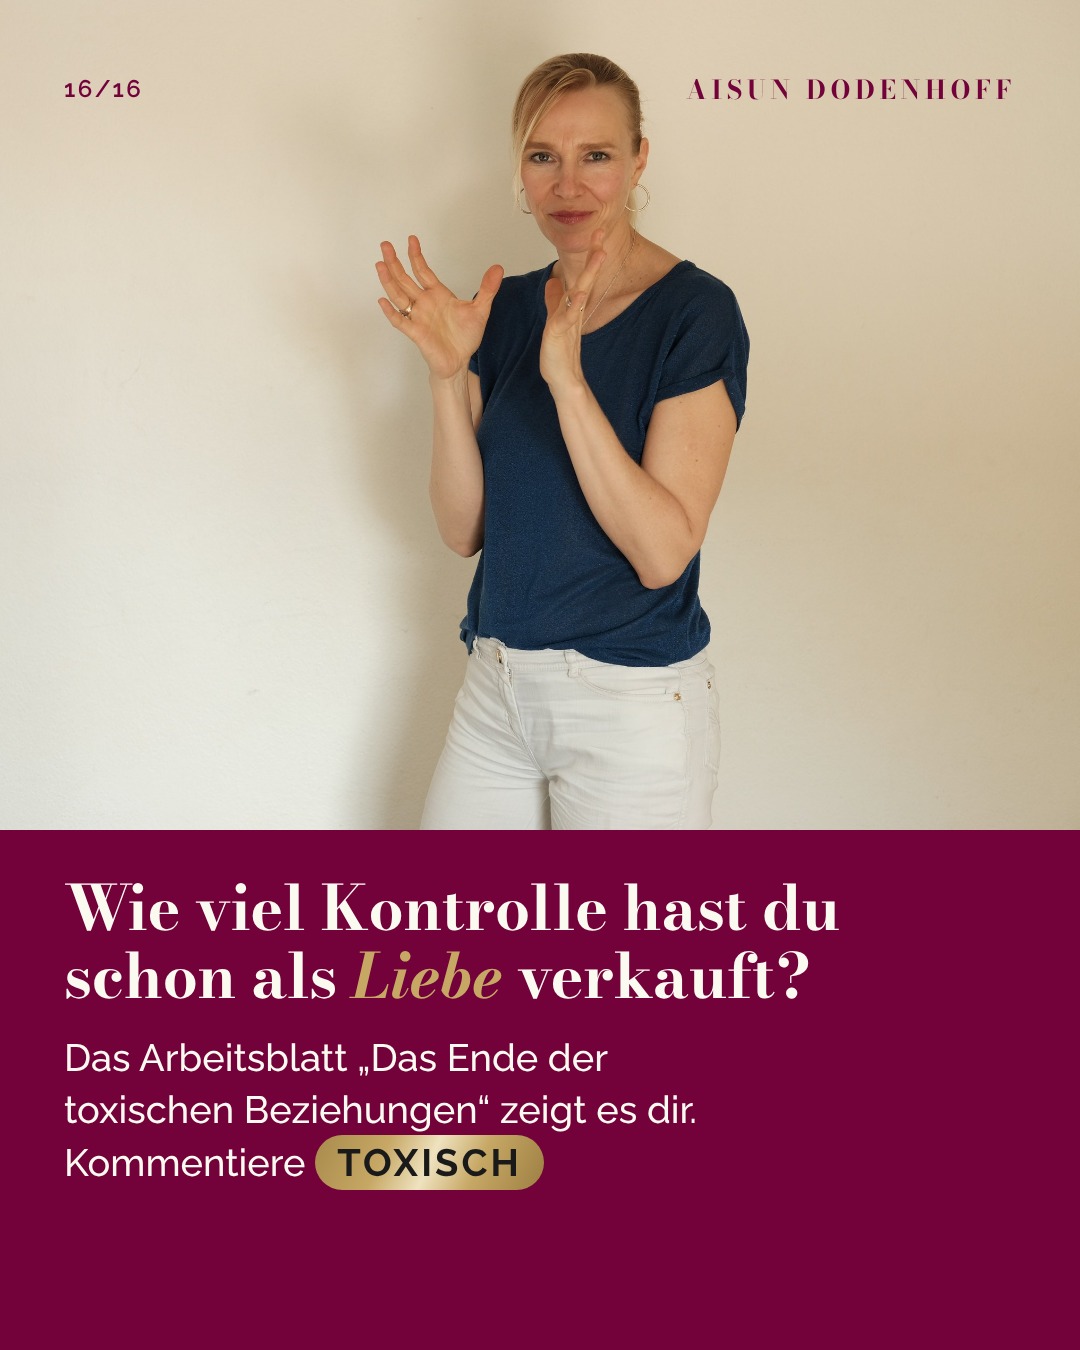 16/16
AISUN DODENHOFF
Wie viel Kontrolle hast du
schon als Liebe verkauft?
Das Arbeitsblatt „Das Ende der
toxischen Beziehungen“ zeigt es dir.
Kommentiere TOXISCH